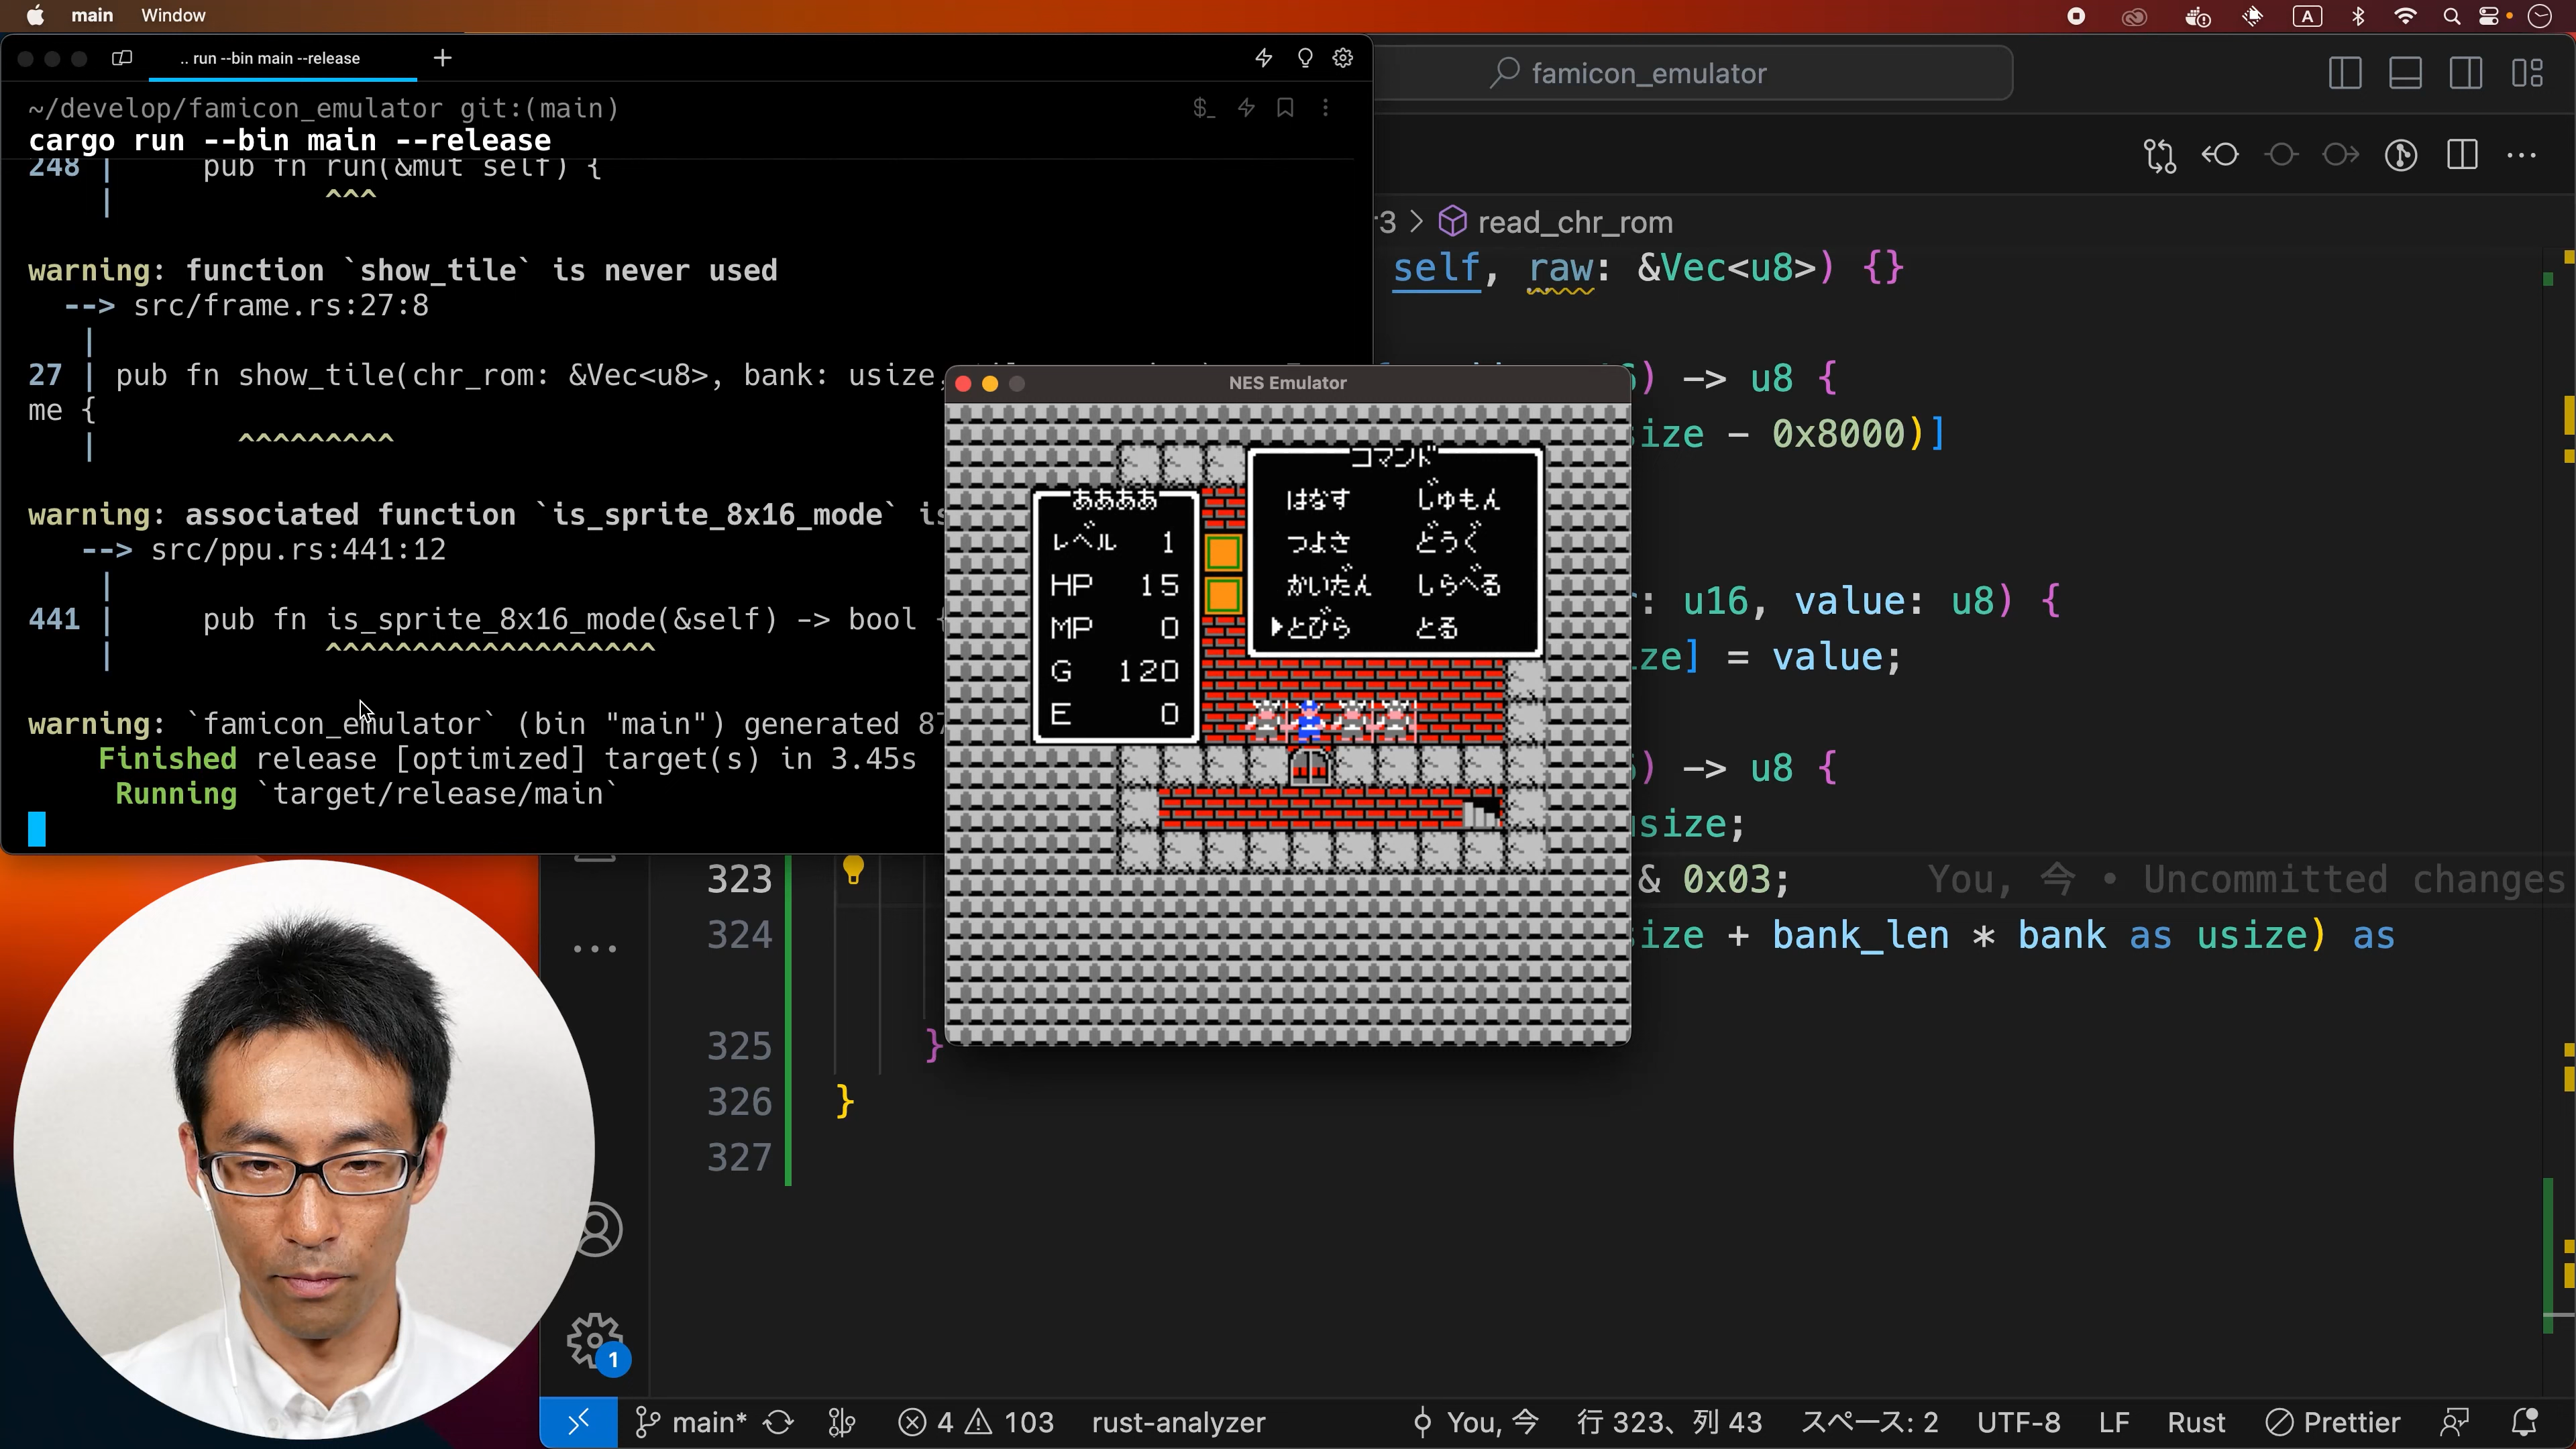 main Window
.. run --bin main --release
~/develop/famicon_emulator git:(main)
cargo run --bin main --release
248 | pub fn run(&mut self) {
| ^^^
warning: function `show_tile` is never used
--> src/frame.rs:27:8
|
27 | pub fn show_tile(chr_rom: &Vec<u8>, bank: usize,
me {
| ^^^^^^^^^
warning: associated function `is_sprite_8x16_mode` is
--> src/ppu.rs:441:12
|
441 | pub fn is_sprite_8x16_mode(&self) -> bool {
| ^^^^^^^^^^^^^^^^^^^
warning: `famicon_emulator` (bin "main") generated 87
Finished release [optimized] target(s) in 3.45s
Running `target/release/main`
NES Emulator
ああああ
レベル 1
HP 15
MP 0
G 120
E 0
コマンド
はなす じゅもん
つよさ どうぐ
かいだん しらべる
とびら とる
famicon_emulator
r3 > read_chr_rom
self, raw: &Vec<u8>) {}
) -> u8 {
size - 0x8000)]
: u16, value: u8) {
ize] = value;
) -> u8 {
usize;
323 & 0x03; You, 今 • Uncommitted changes
324 size + bank_len * bank as usize) as
325 }
326 }
327
1
main* 4 103 rust-analyzer You, 今 行 323、列 43 スペース: 2 UTF-8 LF Rust Prettier